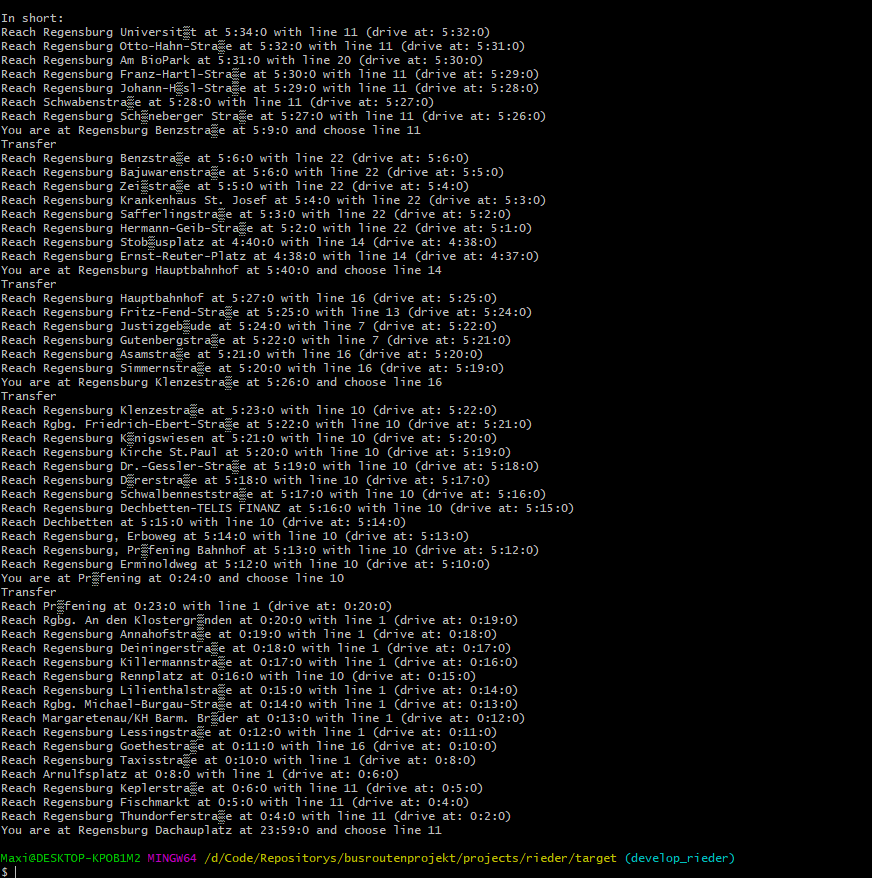 In short:
Reach Regensburg Universit▒t at 5:34:0 with line 11 (drive at: 5:32:0)
Reach Regensburg Otto-Hahn-Stra▒e at 5:32:0 with line 11 (drive at: 5:31:0)
Reach Regensburg Am BioPark at 5:31:0 with line 20 (drive at: 5:30:0)
Reach Regensburg Franz-Hartl-Stra▒e at 5:30:0 with line 11 (drive at: 5:29:0)
Reach Regensburg Johann-H▒sl-Stra▒e at 5:29:0 with line 11 (drive at: 5:28:0)
Reach Schwabenstra▒e at 5:28:0 with line 11 (drive at: 5:27:0)
Reach Regensburg Sch▒neberger Stra▒e at 5:27:0 with line 11 (drive at: 5:26:0)
You are at Regensburg Benzstra▒e at 5:9:0 and choose line 11
Transfer
Reach Regensburg Benzstra▒e at 5:6:0 with line 22 (drive at: 5:6:0)
Reach Regensburg Bajuwarenstra▒e at 5:6:0 with line 22 (drive at: 5:5:0)
Reach Regensburg Zei▒stra▒e at 5:5:0 with line 22 (drive at: 5:4:0)
Reach Regensburg Krankenhaus St. Josef at 5:4:0 with line 22 (drive at: 5:3:0)
Reach Regensburg Safferlingstra▒e at 5:3:0 with line 22 (drive at: 5:2:0)
Reach Regensburg Hermann-Geib-Stra▒e at 5:2:0 with line 22 (drive at: 5:1:0)
Reach Regensburg Stob▒usplatz at 4:40:0 with line 14 (drive at: 4:38:0)
Reach Regensburg Ernst-Reuter-Platz at 4:38:0 with line 14 (drive at: 4:37:0)
You are at Regensburg Hauptbahnhof at 5:40:0 and choose line 14
Transfer
Reach Regensburg Hauptbahnhof at 5:27:0 with line 16 (drive at: 5:25:0)
Reach Regensburg Fritz-Fend-Stra▒e at 5:25:0 with line 13 (drive at: 5:24:0)
Reach Regensburg Justizgeb▒ude at 5:24:0 with line 7 (drive at: 5:22:0)
Reach Regensburg Gutenbergstra▒e at 5:22:0 with line 7 (drive at: 5:21:0)
Reach Regensburg Asamstra▒e at 5:21:0 with line 16 (drive at: 5:20:0)
Reach Regensburg Simmernstra▒e at 5:20:0 with line 16 (drive at: 5:19:0)
You are at Regensburg Klenzestra▒e at 5:26:0 and choose line 16
Transfer
Reach Regensburg Klenzestra▒e at 5:23:0 with line 10 (drive at: 5:22:0)
Reach Rgbg. Friedrich-Ebert-Stra▒e at 5:22:0 with line 10 (drive at: 5:21:0)
Reach Regensburg K▒nigswiesen at 5:21:0 with line 10 (drive at: 5:20:0)
Reach Regensburg Kirche St.Paul at 5:20:0 with line 10 (drive at: 5:19:0)
Reach Regensburg Dr.-Gessler-Stra▒e at 5:19:0 with line 10 (drive at: 5:18:0)
Reach Regensburg D▒rerstra▒e at 5:18:0 with line 10 (drive at: 5:17:0)
Reach Regensburg Schwalbenneststra▒e at 5:17:0 with line 10 (drive at: 5:16:0)
Reach Regensburg Dechbetten-TELIS FINANZ at 5:16:0 with line 10 (drive at: 5:15:0)
Reach Dechbetten at 5:15:0 with line 10 (drive at: 5:14:0)
Reach Regensburg, Erboweg at 5:14:0 with line 10 (drive at: 5:13:0)
Reach Regensburg, Pr▒fening Bahnhof at 5:13:0 with line 10 (drive at: 5:12:0)
Reach Regensburg Erminoldweg at 5:12:0 with line 10 (drive at: 5:10:0)
You are at Pr▒fening at 0:24:0 and choose line 10
Transfer
Reach Pr▒fening at 0:23:0 with line 1 (drive at: 0:20:0)
Reach Rgbg. An den Klostergr▒nden at 0:20:0 with line 1 (drive at: 0:19:0)
Reach Regensburg Annahofstra▒e at 0:19:0 with line 1 (drive at: 0:18:0)
Reach Regensburg Deiningerstra▒e at 0:18:0 with line 1 (drive at: 0:17:0)
Reach Regensburg Killermannstra▒e at 0:17:0 with line 1 (drive at: 0:16:0)
Reach Regensburg Rennplatz at 0:16:0 with line 10 (drive at: 0:15:0)
Reach Regensburg Lilienthalstra▒e at 0:15:0 with line 1 (drive at: 0:14:0)
Reach Rgbg. Michael-Burgau-Stra▒e at 0:14:0 with line 1 (drive at: 0:13:0)
Reach Margaretenau/KH Barm. Br▒der at 0:13:0 with line 1 (drive at: 0:12:0)
Reach Regensburg Lessingstra▒e at 0:12:0 with line 1 (drive at: 0:11:0)
Reach Regensburg Goethestra▒e at 0:11:0 with line 16 (drive at: 0:10:0)
Reach Regensburg Taxisstra▒e at 0:10:0 with line 1 (drive at: 0:8:0)
Reach Arnulfsplatz at 0:8:0 with line 1 (drive at: 0:6:0)
Reach Regensburg Keplerstra▒e at 0:6:0 with line 11 (drive at: 0:5:0)
Reach Regensburg Fischmarkt at 0:5:0 with line 11 (drive at: 0:4:0)
Reach Regensburg Thundorferstra▒e at 0:4:0 with line 11 (drive at: 0:2:0)
You are at Regensburg Dachauplatz at 23:59:0 and choose line 11
Maxi@DESKTOP-KPOB1M2 MINGW64 /d/Code/Repositorys/busroutenprojekt/projects/rieder/target (develop_rieder)
$